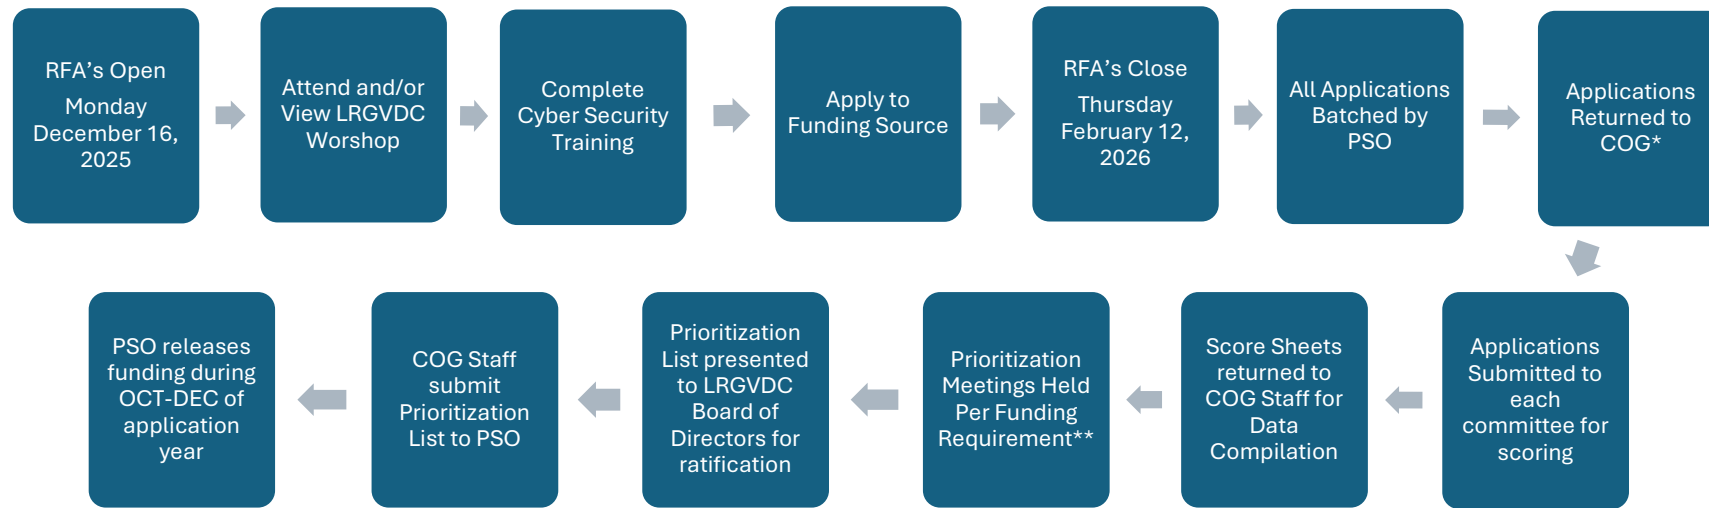 RFA's Open
Monday
December 16,
2025
Attend and/or
View LRGVDC
Worshop
Complete
Cyber Security
Training
Apply to
Funding Source
RFA's Close
Thursday
February 12,
2026
All Applications
Batched by
PSO
Applications
Returned to
COG*
Applications
Submitted to
each
committee for
scoring
Score Sheets
returned to
COG Staff for
Data
Compilation
Prioritization
Meetings Held
Per Funding
Requirement**
Prioritization
List presented
to LRGVDC
Board of
Directors for
ratification
COG Staff
submit
Prioritization
List to PSO
PSO releases
funding during
OCT-DEC of
application
year